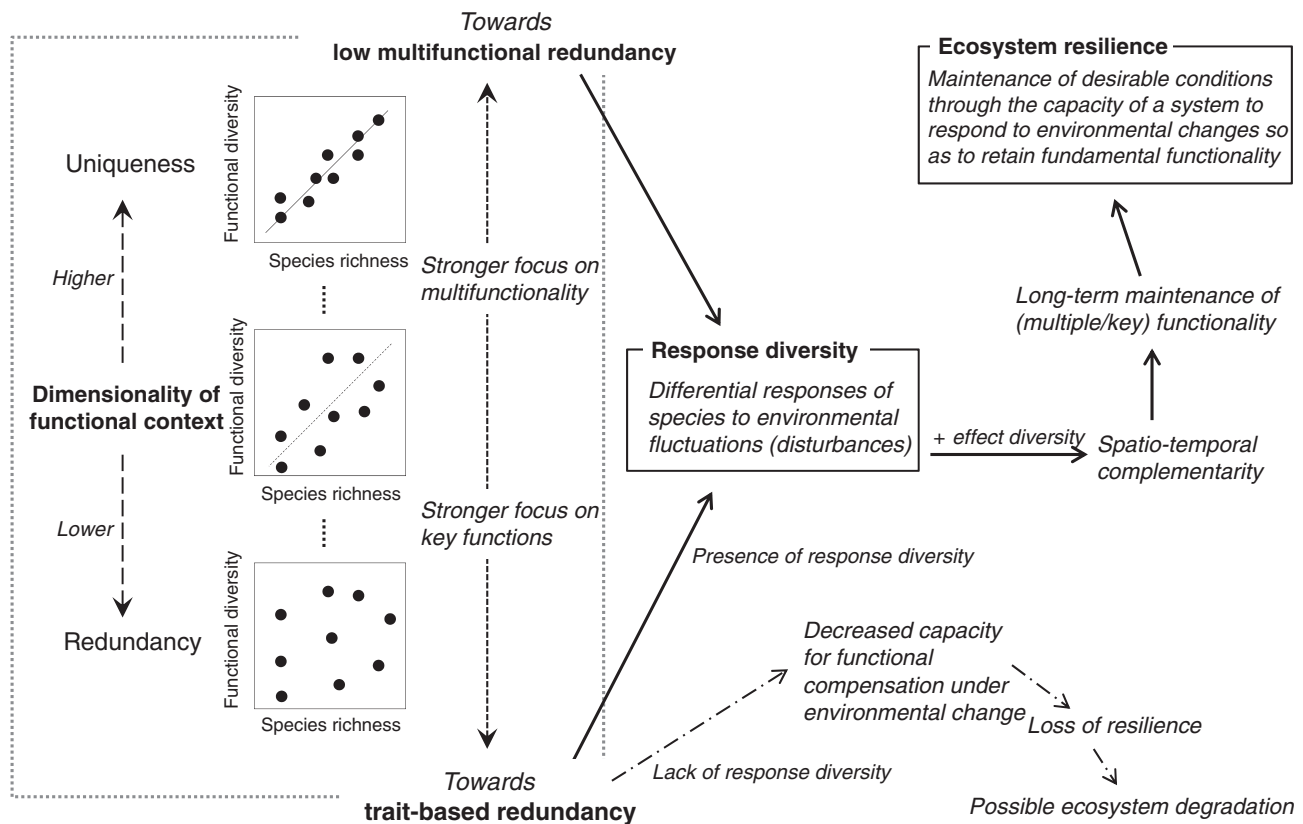 Towards
low multifunctional redundancy
Uniqueness
Higher
Dimensionality of
functional context
Lower
Redundancy
Functional diversity
Species richness
Functional diversity
Species richness
Functional diversity
Species richness
Stronger focus on
multifunctionality
Stronger focus on
key functions
Towards
trait-based redundancy
Response diversity
Differential responses of
species to environmental
fluctuations (disturbances)
Presence of response diversity
Lack of response diversity
+ effect diversity
Spatio-temporal
complementarity
Long-term maintenance of
(multiple/key) functionality
Ecosystem resilience
Maintenance of desirable conditions
through the capacity of a system to
respond to environmental changes so
as to retain fundamental functionality
Decreased capacity
for functional
compensation under
environmental change
Loss of resilience
Possible ecosystem degradation